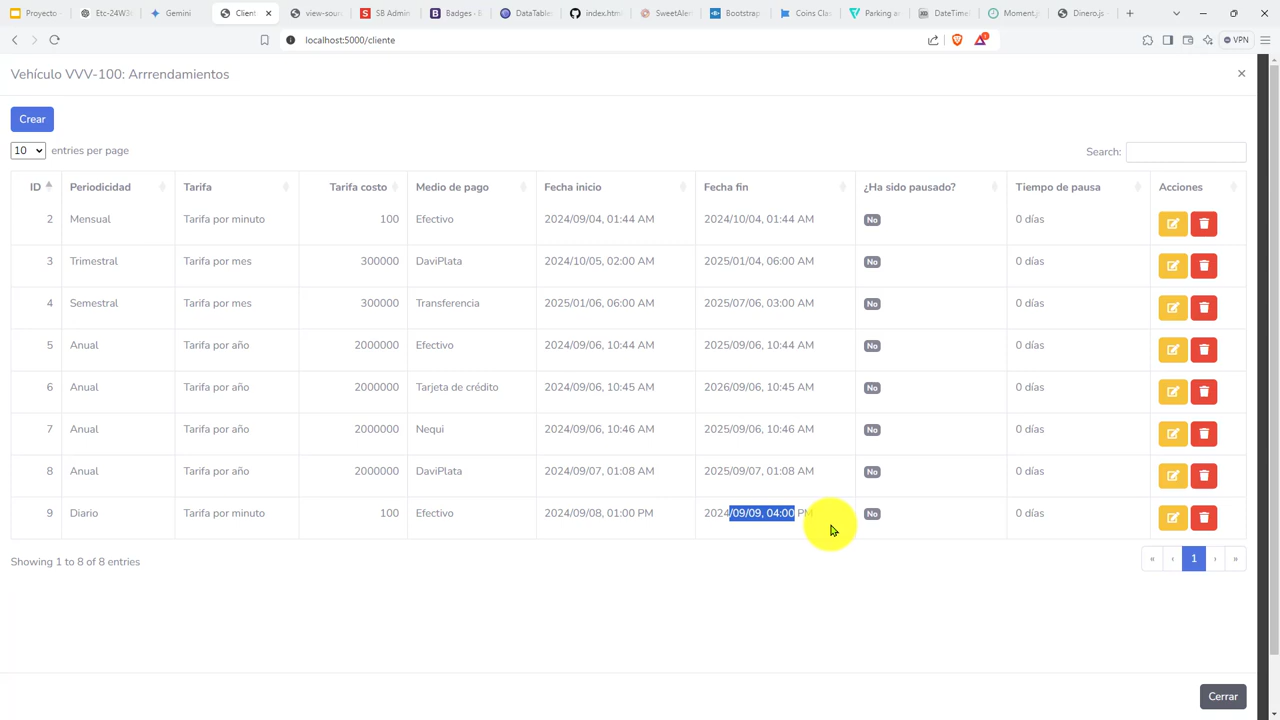 Proyecto
Etc-24W3
Gemini
Client
view-sour
SB Admin
Badges · B
DataTable
index.htm
SweetAler
Bootstrap
Coins Clas
Parking ar
DateTime
Moment.j
Dinero.js
localhost:5000/cliente
VPN
Vehículo VVV-100: Arrrendamientos
Crear
10 entries per page
Search:
ID Periodicidad Tarifa Tarifa costo Medio de pago Fecha inicio Fecha fin ¿Ha sido pausado? Tiempo de pausa Acciones
2 Mensual Tarifa por minuto 100 Efectivo 2024/09/04, 01:44 AM 2024/10/04, 01:44 AM No 0 días
3 Trimestral Tarifa por mes 300000 DaviPlata 2024/10/05, 02:00 AM 2025/01/04, 06:00 AM No 0 días
4 Semestral Tarifa por mes 300000 Transferencia 2025/01/06, 06:00 AM 2025/07/06, 03:00 AM No 0 días
5 Anual Tarifa por año 2000000 Efectivo 2024/09/06, 10:44 AM 2025/09/06, 10:44 AM No 0 días
6 Anual Tarifa por año 2000000 Tarjeta de crédito 2024/09/06, 10:45 AM 2026/09/06, 10:45 AM No 0 días
7 Anual Tarifa por año 2000000 Nequi 2024/09/06, 10:46 AM 2025/09/06, 10:46 AM No 0 días
8 Anual Tarifa por año 2000000 DaviPlata 2024/09/07, 01:08 AM 2025/09/07, 01:08 AM No 0 días
9 Diario Tarifa por minuto 100 Efectivo 2024/09/08, 01:00 PM 2024/09/09, 04:00 PM No 0 días
Showing 1 to 8 of 8 entries
« ‹ 1 › »
Cerrar